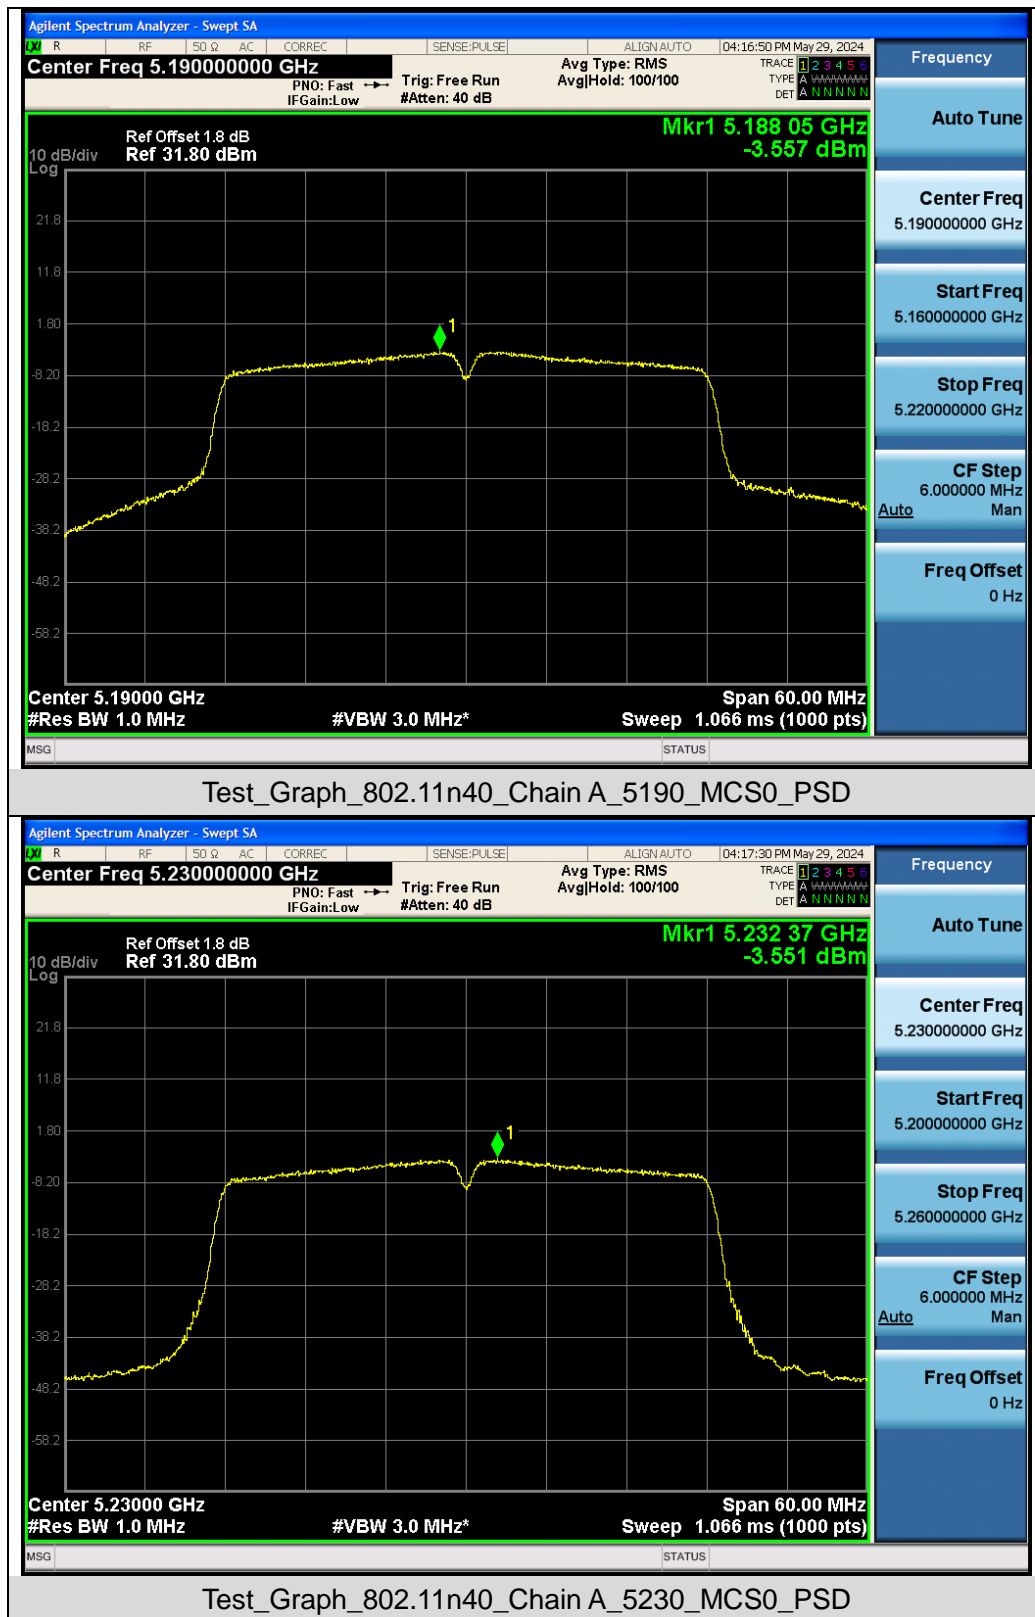 Agilent Spectrum Analyzer - Swept SA
LXI R RF 50 Ω AC CORREC SENSE:PULSE ALIGN AUTO 04:16:50 PM May 29, 2024
Center Freq 5.190000000 GHz
PNO: Fast
IFGain:Low
Trig: Free Run
#Atten: 40 dB
Avg Type: RMS
Avg|Hold: 100/100
TRACE 1 2 3 4 5 6
TYPE A WWWWW
DET A N N N N N
Frequency
Auto Tune
Center Freq
5.190000000 GHz
Start Freq
5.160000000 GHz
Stop Freq
5.220000000 GHz
CF Step
6.000000 MHz
Auto Man
Freq Offset
0 Hz
Mkr1 5.188 05 GHz
-3.557 dBm
Ref Offset 1.8 dB
10 dB/div Ref 31.80 dBm
Log
21.8
11.8
1.80
-8.20
-18.2
-28.2
-38.2
-48.2
-58.2
1
Center 5.19000 GHz Span 60.00 MHz
#Res BW 1.0 MHz #VBW 3.0 MHz* Sweep 1.066 ms (1000 pts)
MSG STATUS
Test_Graph_802.11n40_Chain A_5190_MCS0_PSD
Agilent Spectrum Analyzer - Swept SA
LXI R RF 50 Ω AC CORREC SENSE:PULSE ALIGN AUTO 04:17:30 PM May 29, 2024
Center Freq 5.230000000 GHz
PNO: Fast
IFGain:Low
Trig: Free Run
#Atten: 40 dB
Avg Type: RMS
Avg|Hold: 100/100
TRACE 1 2 3 4 5 6
TYPE A WWWWW
DET A N N N N N
Frequency
Auto Tune
Center Freq
5.230000000 GHz
Start Freq
5.200000000 GHz
Stop Freq
5.260000000 GHz
CF Step
6.000000 MHz
Auto Man
Freq Offset
0 Hz
Mkr1 5.232 37 GHz
-3.551 dBm
Ref Offset 1.8 dB
10 dB/div Ref 31.80 dBm
Log
21.8
11.8
1.80
-8.20
-18.2
-28.2
-38.2
-48.2
-58.2
1
Center 5.23000 GHz Span 60.00 MHz
#Res BW 1.0 MHz #VBW 3.0 MHz* Sweep 1.066 ms (1000 pts)
MSG STATUS
Test_Graph_802.11n40_Chain A_5230_MCS0_PSD